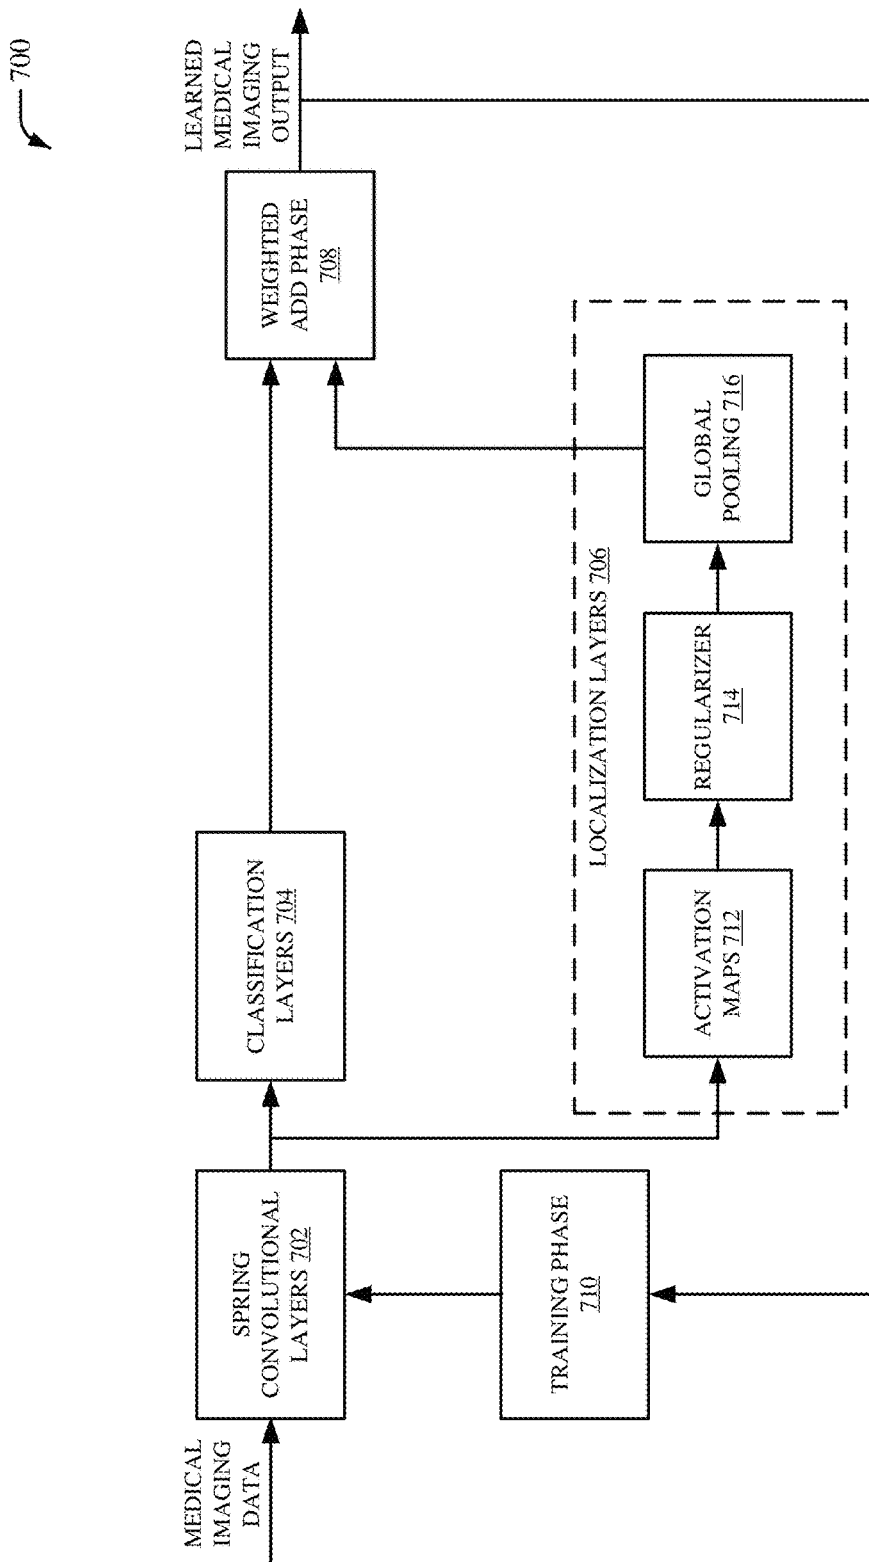 700
MEDICAL
IMAGING
DATA
SPRING
CONVOLUTIONAL
LAYERS 702
CLASSIFICATION
LAYERS 704
WEIGHTED
ADD PHASE
708
LEARNED
MEDICAL
IMAGING
OUTPUT
TRAINING PHASE
710
LOCALIZATION LAYERS 706
ACTIVATION
MAPS 712
REGULARIZER
714
GLOBAL
POOLING 716